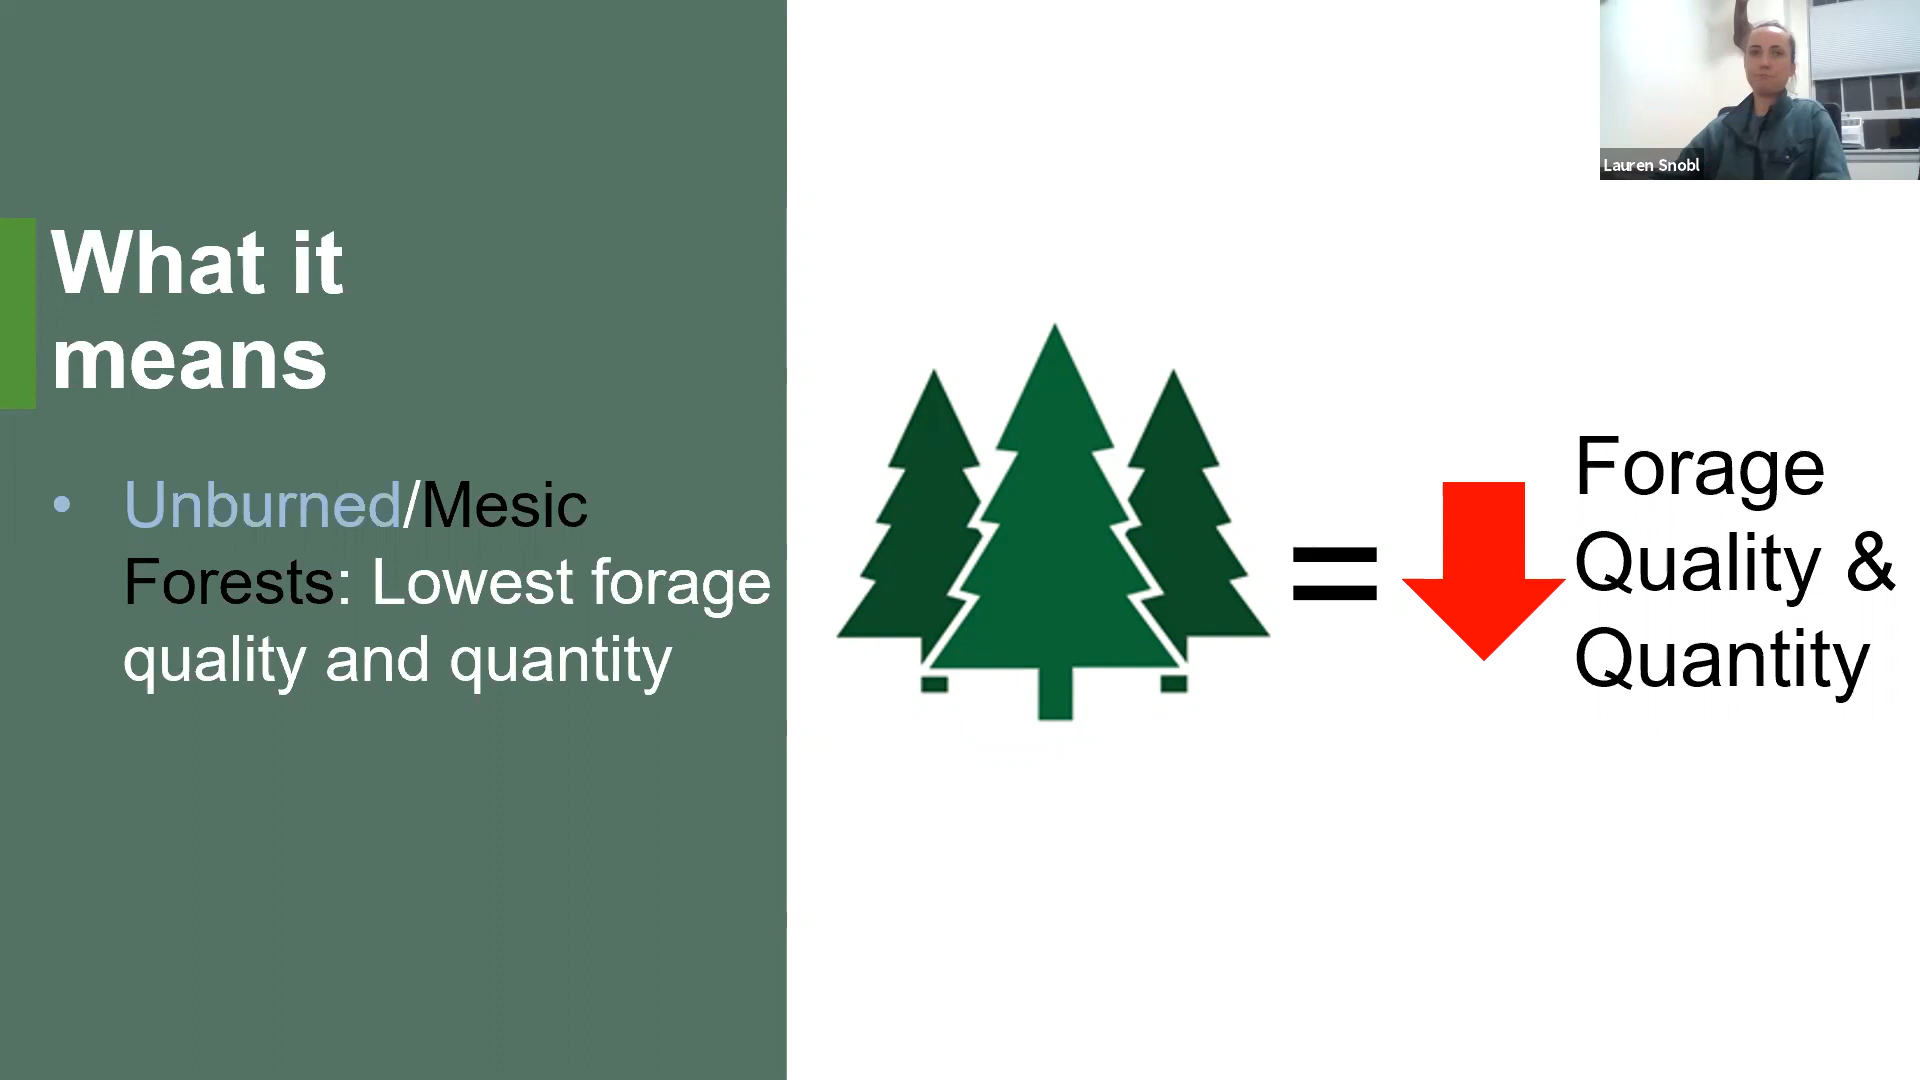 What it
means
• Unburned/Mesic
Forests: Lowest forage
quality and quantity
=
Forage
Quality &
Quantity
Lauren Snobl